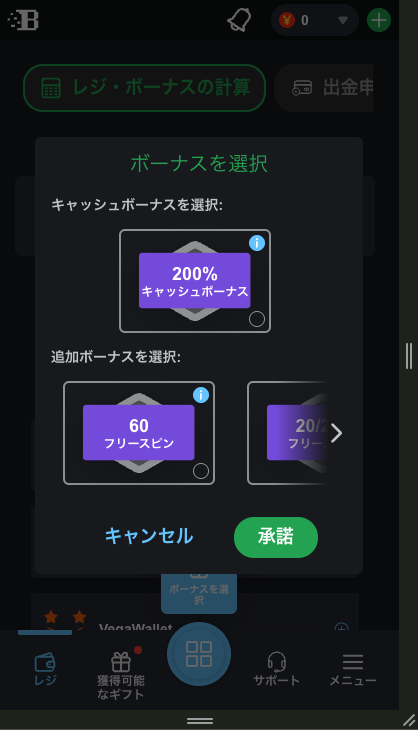 0
レジ・ボーナスの計算
出金申
ボーナスを選択
キャッシュボーナスを選択:
200%
キャッシュボーナス
追加ボーナスを選択:
60
フリースピン
20/2
フリー
キャンセル
承諾
ボーナスを選
択
VegaWallet
レジ
獲得可能
なギフト
サポート
メニュー